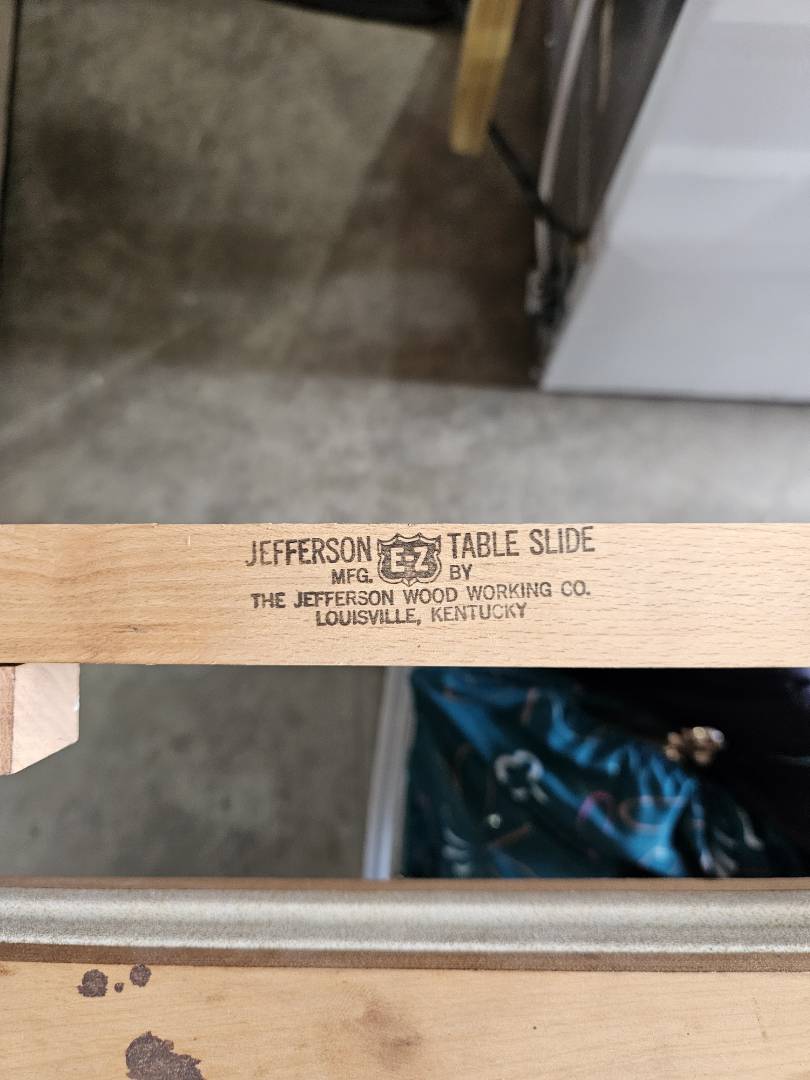 JEFFERSON E-Z TABLE SLIDE
MFG. BY
THE JEFFERSON WOOD WORKING CO.
LOUISVILLE, KENTUCKY